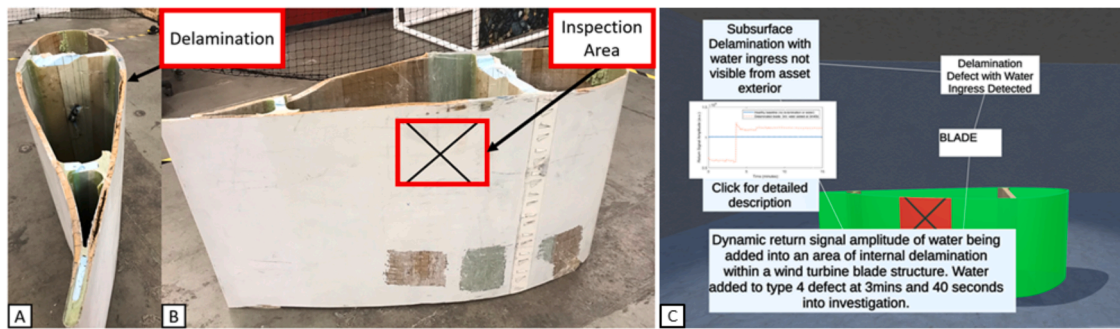 Delamination
Inspection
Area
A
B
Subsurface
Delamination with
water ingress not
visible from asset
exterior
Time (minutes)
Click for detailed
description
Delamination
Defect with Water
Ingress Detected
BLADE
Dynamic return signal amplitude of water being
added into an area of internal delamination
within a wind turbine blade structure. Water
added to type 4 defect at 3mins and 40 seconds
into investigation.
C